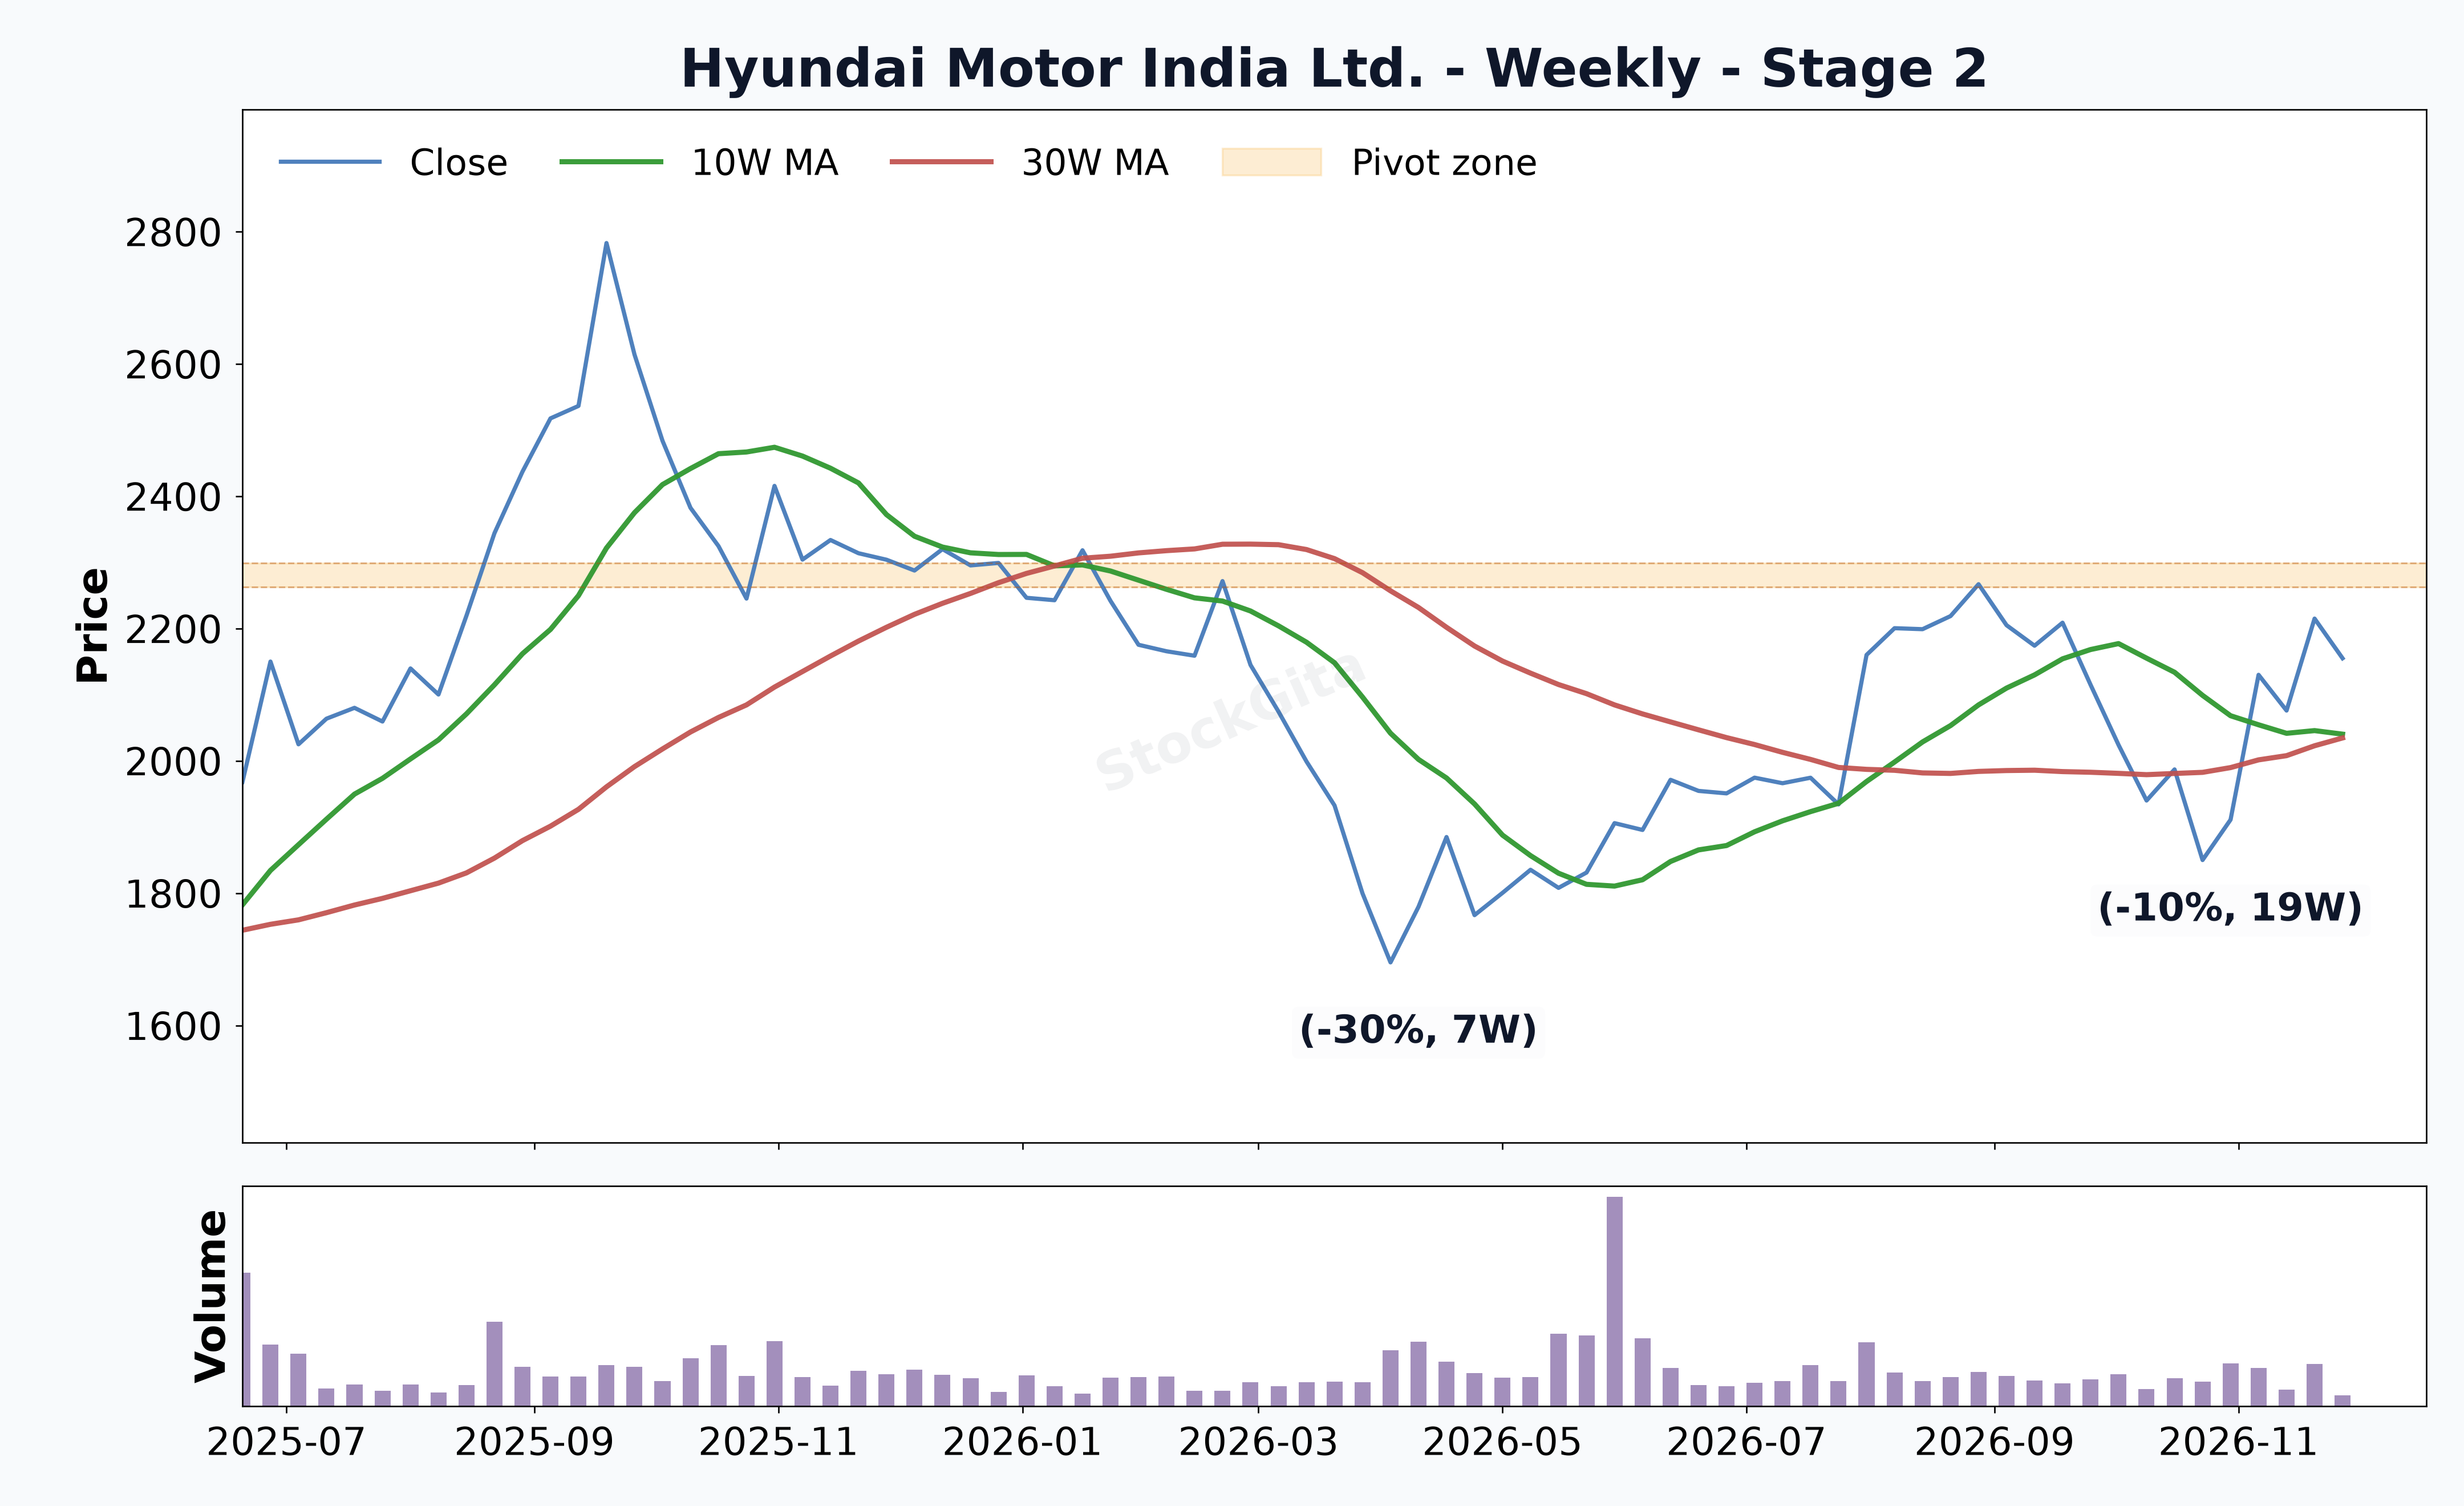 Hyundai Motor India Ltd. - Weekly - Stage 2
Close
10W MA
30W MA
Pivot zone
Price
2800
2600
2400
2200
2000
1800
1600
StockGita
(-30%, 7W)
(-10%, 19W)
Volume
2025-07
2025-09
2025-11
2026-01
2026-03
2026-05
2026-07
2026-09
2026-11